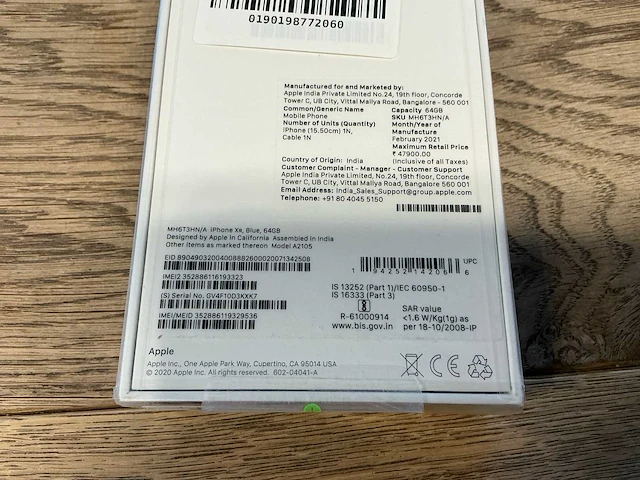 0190198772060
Manufactured for and Marketed by:
Apple India Private Limited No.24, 19th floor, Concorde
Tower C, UB City, Vittal Mallya Road, Bangalore - 560 001
Common/Generic Name
Mobile Phone
Number of Units (Quantity)
iPhone (15.50cm) 1N,
Cable 1N
Capacity 64GB
SKU MH6T3HN/A
Month/Year of
Manufacture
February 2021
Maximum Retail Price
₹ 47900.00
(Inclusive of all Taxes)
Country of Origin: India
Customer Complaint - Manager - Customer Support
Apple India Private Limited No.24, 19th floor, Concorde
Tower C, UB City, Vittal Mallya Road, Bangalore 560 001
Email Address: India_Sales_Support@group.apple.com
Telephone: +91 80 4045 5150
MH6T3HN/A iPhone XR, Blue, 64GB
Designed by Apple in California Assembled in India
Other items as marked thereon Model A2105
EID 89049032004008882600020071342508
IMEI2 352886116193323
(S) Serial No. GV4F10D3KXK7
IMEI/MEID 352886119329536
UPC
1 94252 14206 6
IS 13252 (Part 1)/IEC 60950-1
IS 16333 (Part 3)
R-61000914
www.bis.gov.in
SAR value
<1.6 W/Kg(1g) as
per 18-10/2008-IP
Apple
Apple Inc., One Apple Park Way, Cupertino, CA 95014 USA
© 2020 Apple Inc. All rights reserved. 602-04041-A
CE